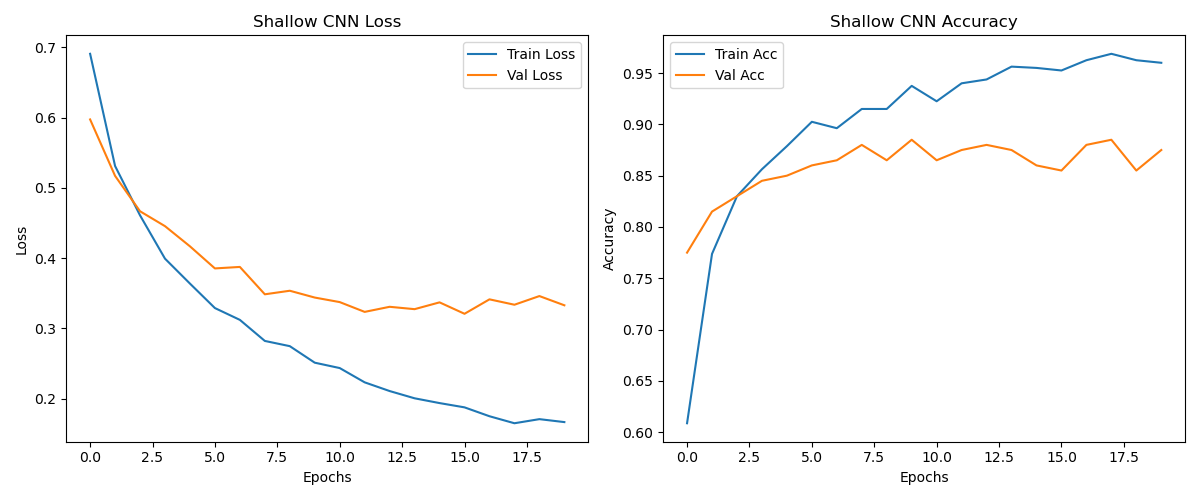 Shallow CNN Loss
Train Loss
Val Loss
0.7
0.6
0.5
0.4
0.3
0.2
Loss
0.0 2.5 5.0 7.5 10.0 12.5 15.0 17.5
Epochs
Shallow CNN Accuracy
Train Acc
Val Acc
0.95
0.90
0.85
0.80
0.75
0.70
0.65
0.60
Accuracy
0.0 2.5 5.0 7.5 10.0 12.5 15.0 17.5
Epochs